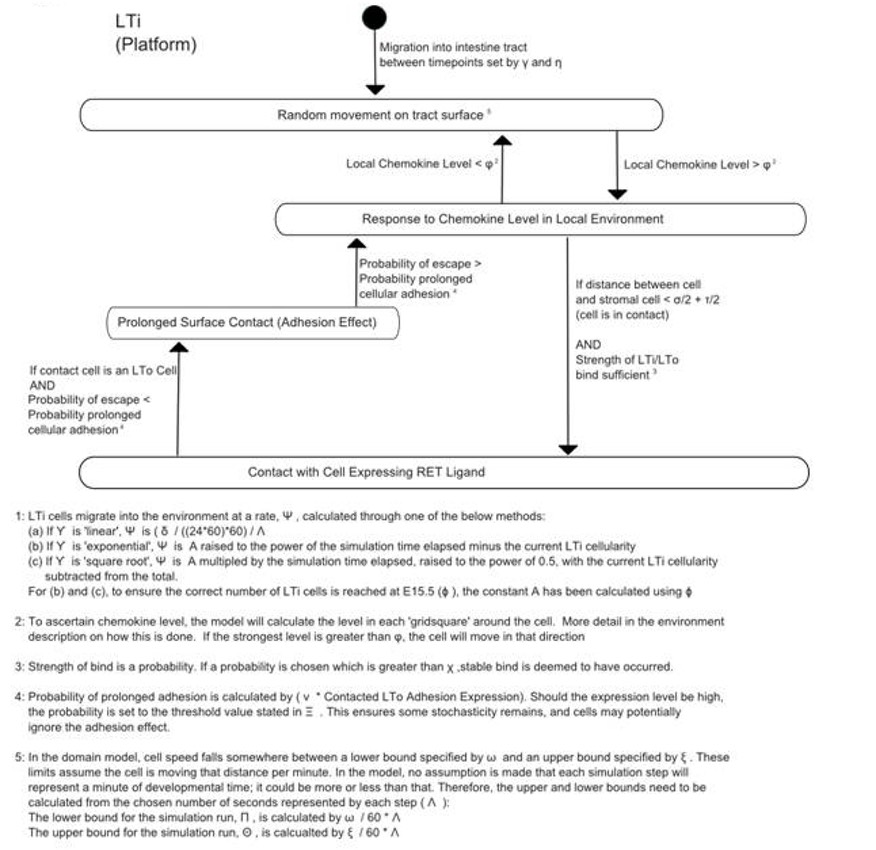 LTi
(Platform)
Migration into intestine tract
between timepoints set by γ and η
Random movement on tract surface ⁵
Local Chemokine Level < φ²
Local Chemokine Level > φ²
Response to Chemokine Level in Local Environment
Probability of escape >
Probability prolonged
cellular adhesion ⁴
If distance between cell
and stromal cell < σ/2 + τ/2
(cell is in contact)
AND
Strength of LTi/LTo
bind sufficient ³
Prolonged Surface Contact (Adhesion Effect)
If contact cell is an LTo Cell
AND
Probability of escape <
Probability prolonged
cellular adhesion⁴
Contact with Cell Expressing RET Ligand
1: LTi cells migrate into the environment at a rate, Ψ , calculated through one of the below methods:
(a) If Υ is 'linear', Ψ is ( δ / ((24*60)*60) / Λ
(b) If Υ is 'exponential', Ψ is A raised to the power of the simulation time elapsed minus the current LTi cellularity
(c) If Υ is 'square root', Ψ is A multipled by the simulation time elapsed, raised to the power of 0.5, with the current LTi cellularity
subtracted from the total.
For (b) and (c), to ensure the correct number of LTi cells is reached at E15.5 (ϕ ), the constant A has been calculated using ϕ
2: To ascertain chemokine level, the model will calculate the level in each 'gridsquare' around the cell. More detail in the environment
description on how this is done. If the strongest level is greater than φ, the cell will move in that direction
3: Strength of bind is a probability. If a probability is chosen which is greater than χ ,stable bind is deemed to have occurred.
4: Probability of prolonged adhesion is calculated by ( ν * Contacted LTo Adhesion Expression). Should the expression level be high,
the probability is set to the threshold value stated in Ξ . This ensures some stochasticity remains, and cells may potentially
ignore the adhesion effect.
5: In the domain model, cell speed falls somewhere between a lower bound specified by ω and an upper bound specified by ξ . These
limits assume the cell is moving that distance per minute. In the model, no assumption is made that each simulation step will
represent a minute of developmental time; it could be more or less than that. Therefore, the upper and lower bounds need to be
calculated from the chosen number of seconds represented by each step ( Λ ):
The lower bound for the simulation run, Π , is calculated by ω / 60 * Λ
The upper bound for the simulation run, Θ , is calcualted by ξ / 60 * Λ